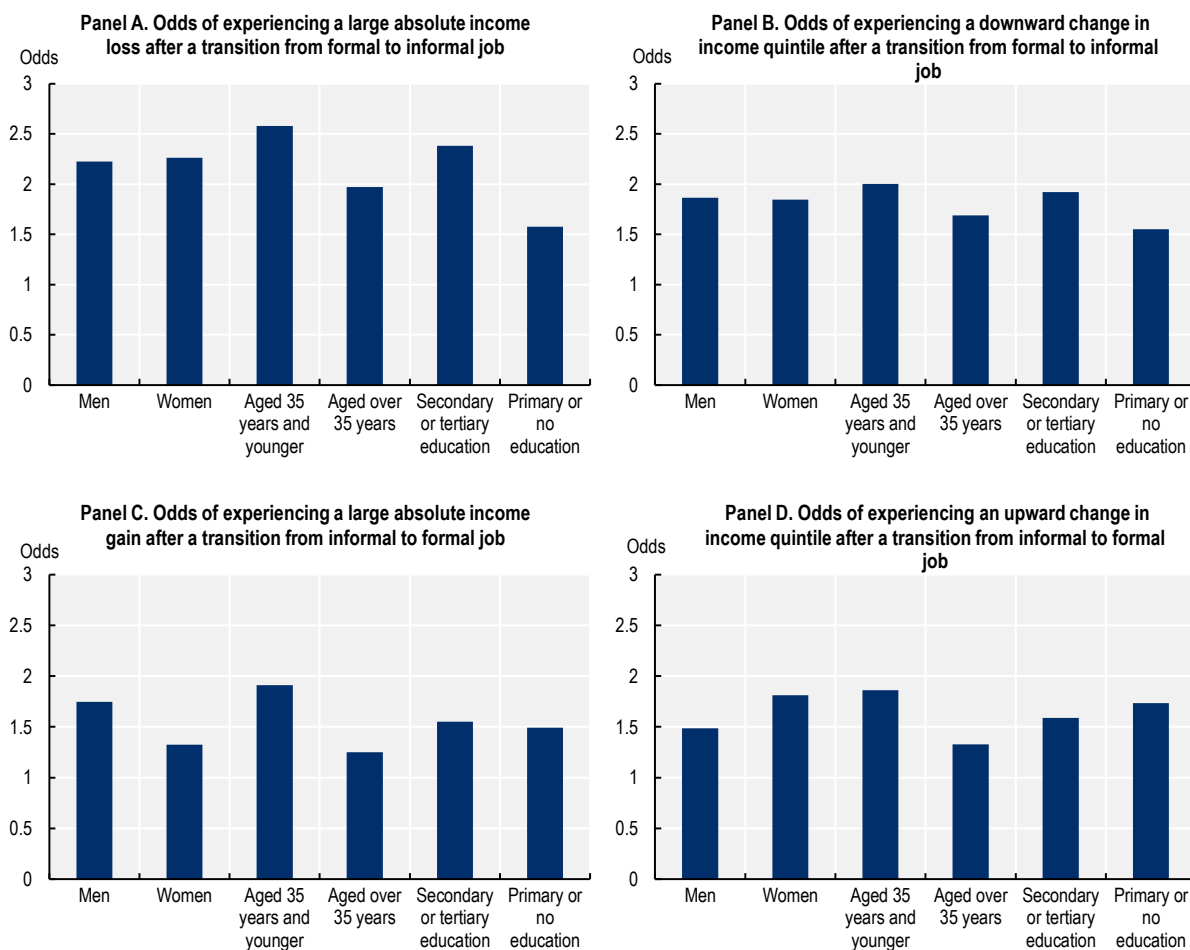 Panel A. Odds of experiencing a large absolute income
loss after a transition from formal to informal job
Odds
3
2.5
2
1.5
1
0.5
0
Men
Women
Aged 35
years and
younger
Aged over
35 years
Secondary
or tertiary
education
Primary or
no
education
Panel B. Odds of experiencing a downward change in
income quintile after a transition from formal to informal
job
Odds
3
2.5
2
1.5
1
0.5
0
Men
Women
Aged 35
years and
younger
Aged over
35 years
Secondary
or tertiary
education
Primary or
no
education
Panel C. Odds of experiencing a large absolute income
gain after a transition from informal to formal job
Odds
3
2.5
2
1.5
1
0.5
0
Men
Women
Aged 35
years and
younger
Aged over
35 years
Secondary
or tertiary
education
Primary or
no
education
Panel D. Odds of experiencing an upward change in
income quintile after a transition from informal to formal
job
Odds
3
2.5
2
1.5
1
0.5
0
Men
Women
Aged 35
years and
younger
Aged over
35 years
Secondary
or tertiary
education
Primary or
no
education